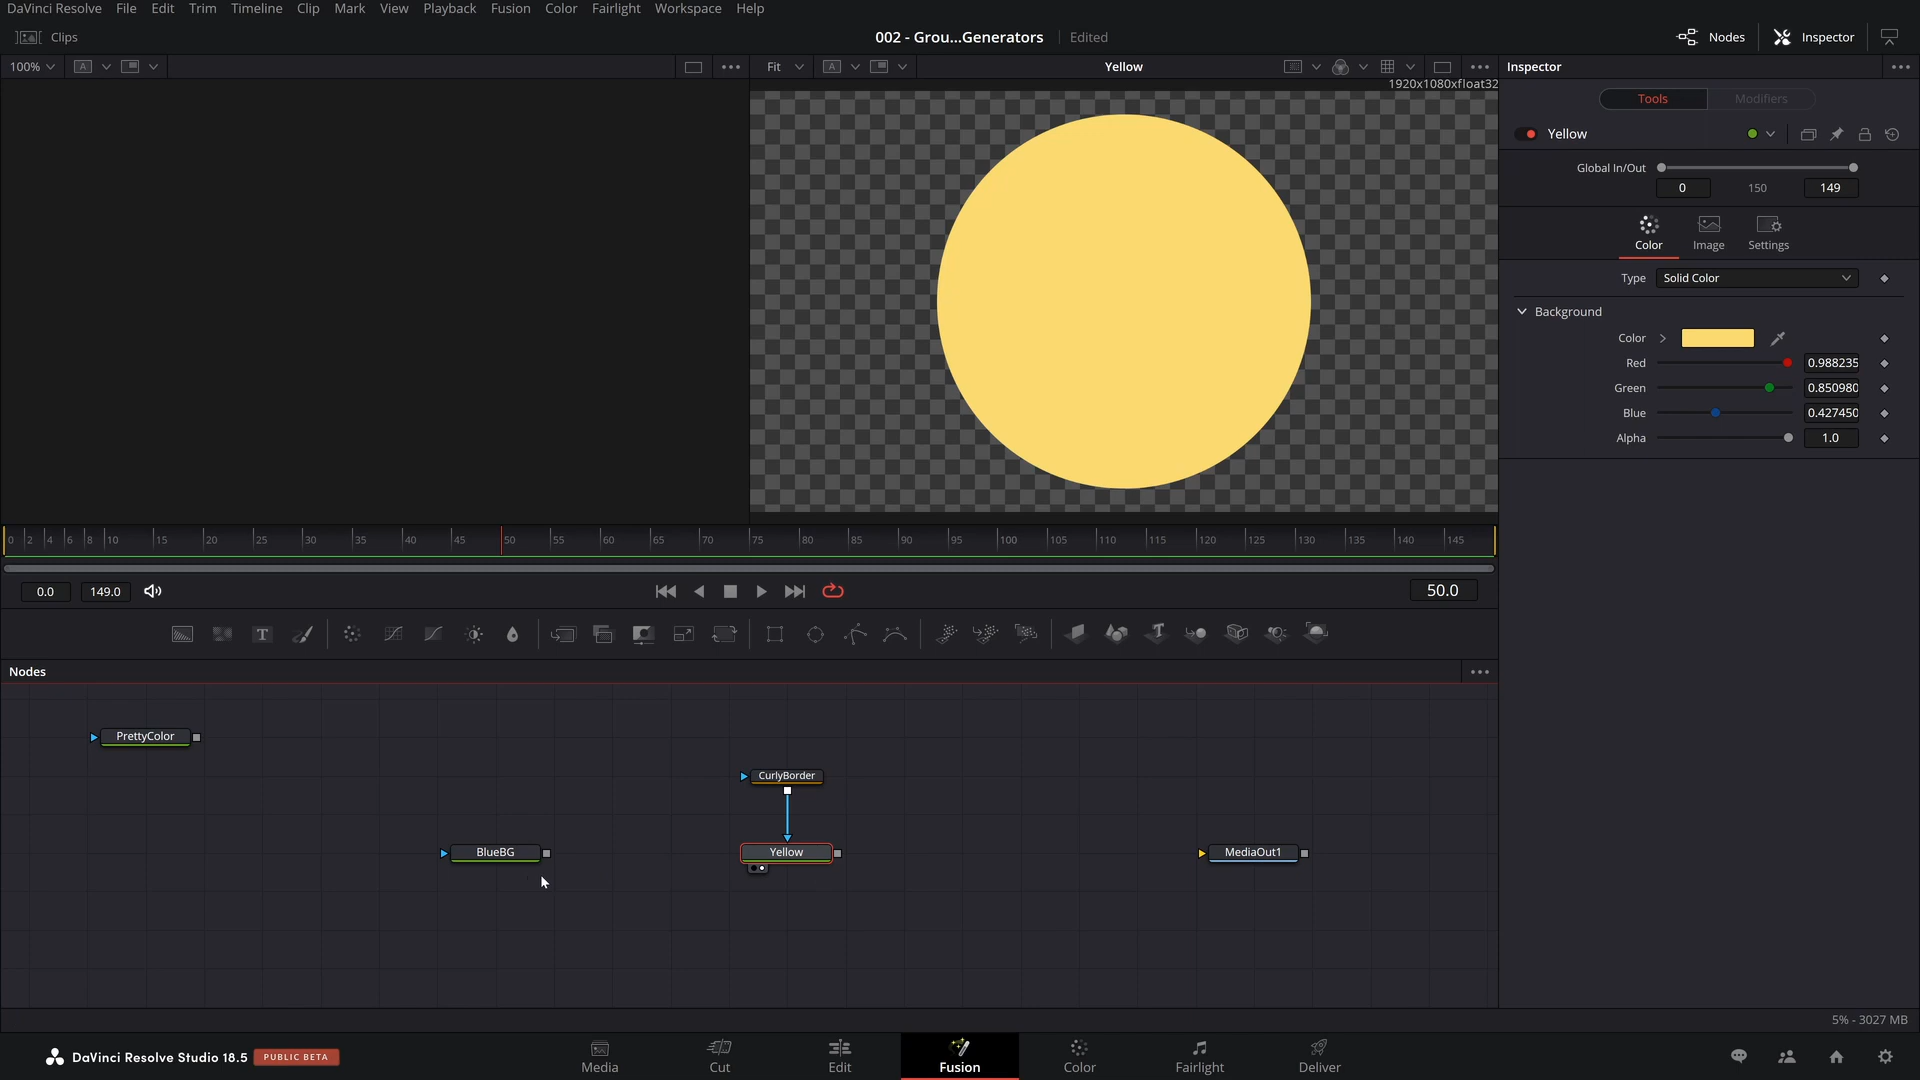 DaVinci Resolve File Edit Trim Timeline Clip Mark View Playback Fusion Color Fairlight Workspace Help
Clips 002 - Grou...Generators Edited Nodes Inspector
100% A Fit A Yellow Inspector
1920x1080xfloat32
Tools Modifiers
Yellow
Global In/Out
0 150 149
Color Image Settings
Type Solid Color
Background
Color
Red 0.988235
Green 0.850980
Blue 0.427450
Alpha 1.0
0 2 4 6 8 10 15 20 25 30 35 40 45 50 55 60 65 70 75 80 85 90 95 100 105 110 115 120 125 130 135 140 145
0.0 149.0 50.0
T T
Nodes
PrettyColor
CurlyBorder
BlueBG Yellow MediaOut1
5% - 3027 MB
DaVinci Resolve Studio 18.5 PUBLIC BETA
Media Cut Edit Fusion Color Fairlight Deliver